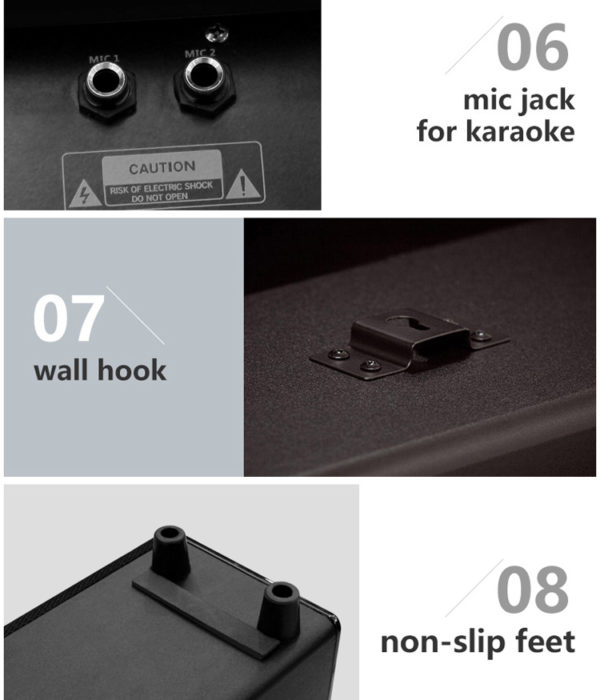 MIC 1
MIC 2
CAUTION
RISK OF ELECTRIC SHOCK
DO NOT OPEN
06
mic jack
for karaoke
07
wall hook
08
non-slip feet